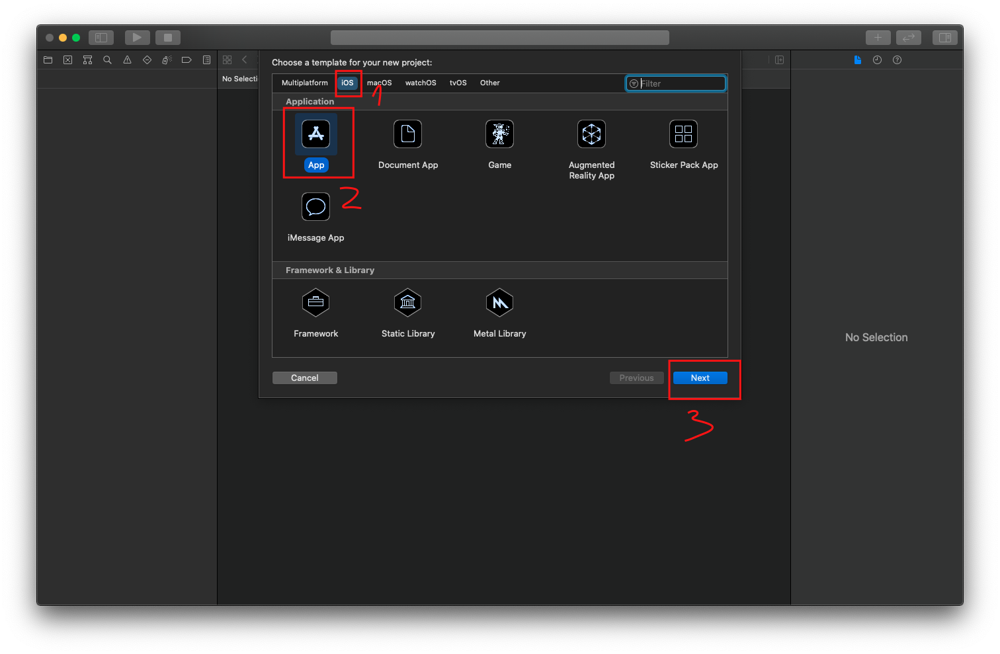 Choose a template for your new project:
No Selecti
Multiplatform iOS macOS watchOS tvOS Other Filter
1
Application
App Document App Game Augmented Reality App Sticker Pack App
2
iMessage App
Framework & Library
Framework Static Library Metal Library
No Selection
Cancel Previous Next
3